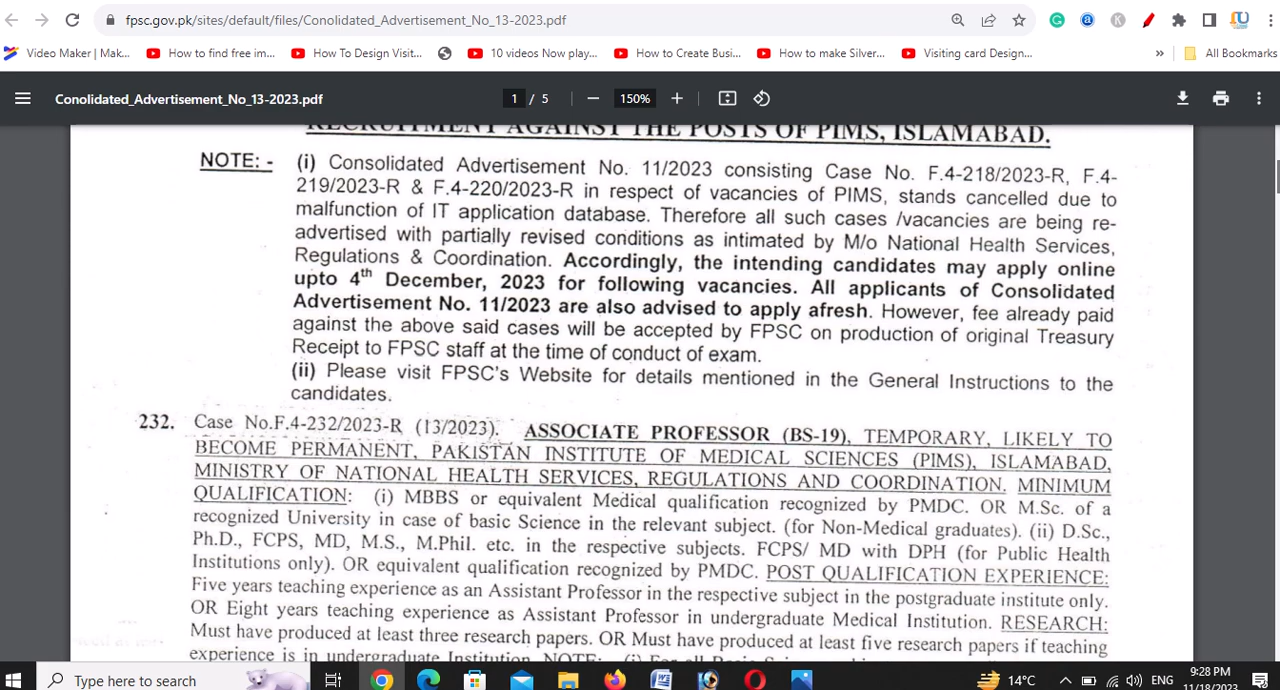 fpsc.gov.pk/sites/default/files/Conolidated_Advertisement_No_13-2023.pdf
Video Maker | Mak...
How to find free im...
How To Design Visit...
10 videos Now play...
How to Create Busi...
How to make Silver...
Visiting card Design...
»
All Bookmarks
Conolidated_Advertisement_No_13-2023.pdf
1 / 5
150%
RECRUITMENT AGAINST THE POSTS OF PIMS, ISLAMABAD.
NOTE: - (i) Consolidated Advertisement No. 11/2023 consisting Case No. F.4-218/2023-R, F.4-
219/2023-R & F.4-220/2023-R in respect of vacancies of PIMS, stands cancelled due to
malfunction of IT application database. Therefore all such cases /vacancies are being re-
advertised with partially revised conditions as intimated by M/o National Health Services,
Regulations & Coordination. Accordingly, the intending candidates may apply online
upto 4th December, 2023 for following vacancies. All applicants of Consolidated
Advertisement No. 11/2023 are also advised to apply afresh. However, fee already paid
against the above said cases will be accepted by FPSC on production of original Treasury
Receipt to FPSC staff at the time of conduct of exam.
(ii) Please visit FPSC's Website for details mentioned in the General Instructions to the
candidates.
232. Case No.F.4-232/2023-R (13/2023). ASSOCIATE PROFESSOR (BS-19), TEMPORARY, LIKELY TO
BECOME PERMANENT, PAKISTAN INSTITUTE OF MEDICAL SCIENCES (PIMS), ISLAMABAD,
MINISTRY OF NATIONAL HEALTH SERVICES, REGULATIONS AND COORDINATION. MINIMUM
QUALIFICATION: (i) MBBS or equivalent Medical qualification recognized by PMDC. OR M.Sc. of a
recognized University in case of basic Science in the relevant subject. (for Non-Medical graduates). (ii) D.Sc.,
Ph.D., FCPS, MD, M.S., M.Phil. etc. in the respective subjects. FCPS/ MD with DPH (for Public Health
Institutions only). OR equivalent qualification recognized by PMDC. POST QUALIFICATION EXPERIENCE:
Five years teaching experience as an Assistant Professor in the respective subject in the postgraduate institute only.
OR Eight years teaching experience as Assistant Professor in undergraduate Medical Institution. RESEARCH:
Must have produced at least three research papers. OR Must have produced at least five research papers if teaching
experience is in undergraduate Institution. NOTE: (i) For all Basic
Type here to search
14°C
ENG
9:28 PM
11/18/2023